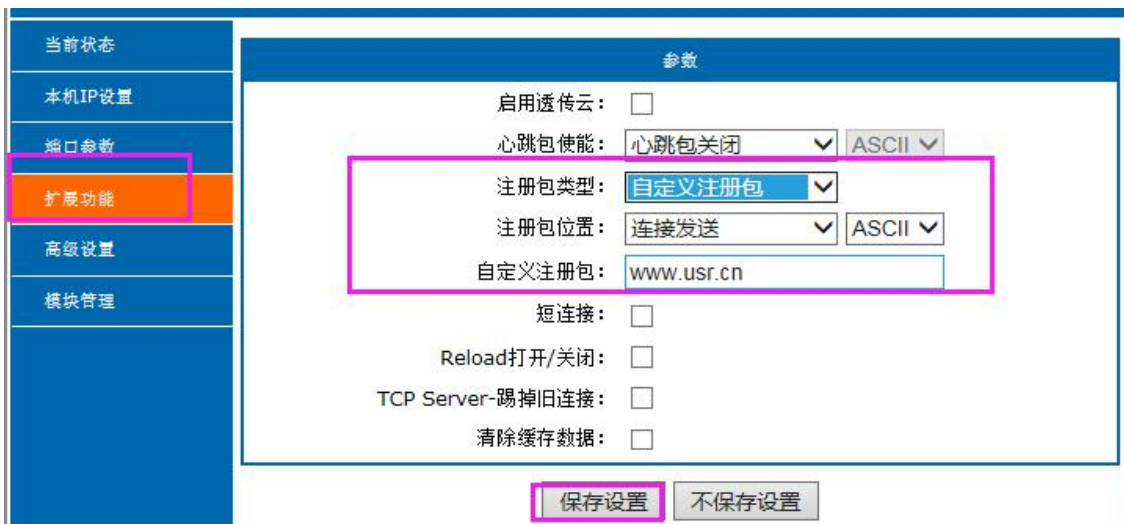 当前状态
本机IP设置
端口参数
扩展功能
高级设置
模块管理
参数
启用透传云：
心跳包使能： 心跳包关闭 ASCII
注册包类型： 自定义注册包
注册包位置： 连接发送 ASCII
自定义注册包： www.usr.cn
短连接：
Reload打开/关闭：
TCP Server-踢掉旧连接：
清除缓存数据：
保存设置 不保存设置